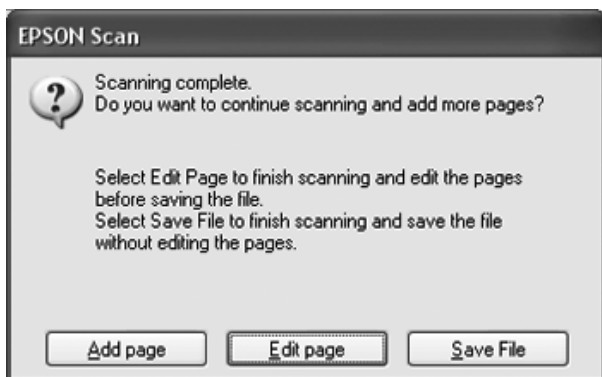 EPSON Scan
Scanning complete.
Do you want to continue scanning and add more pages?
Select Edit Page to finish scanning and edit the pages
before saving the file.
Select Save File to finish scanning and save the file
without editing the pages.
Add page Edit page Save File